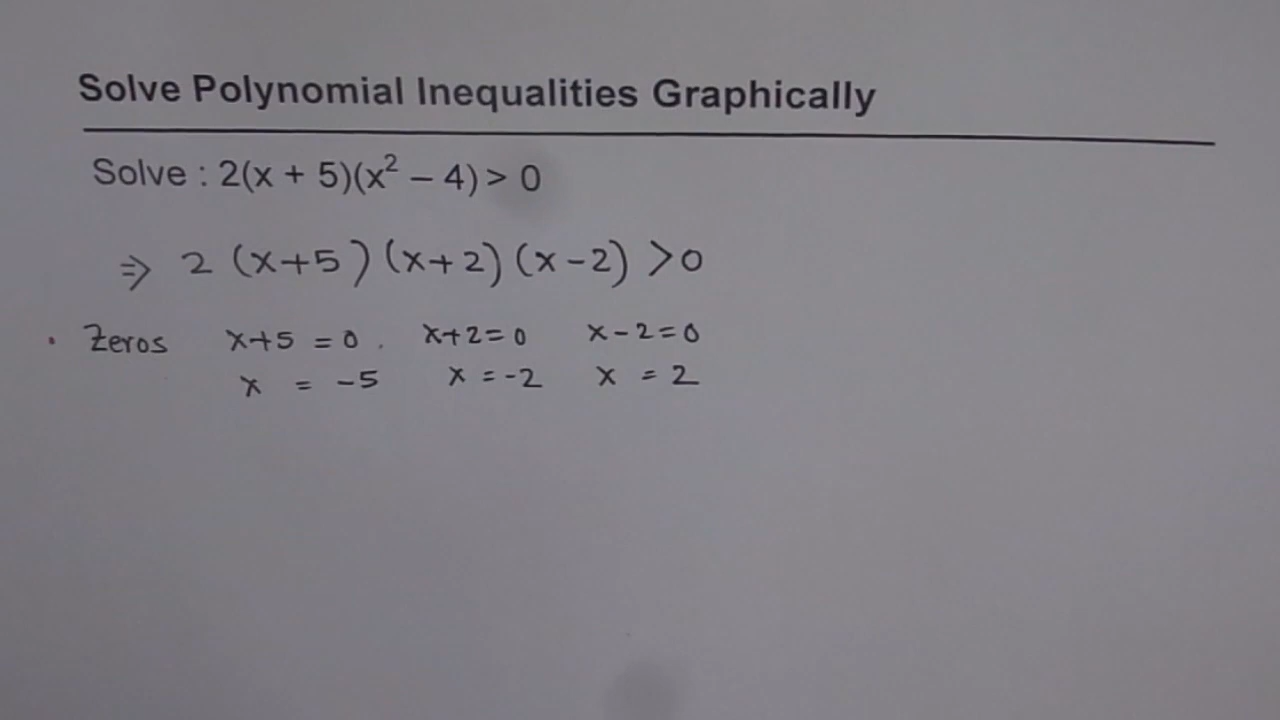 Solve Polynomial Inequalities Graphically
Solve : 2(x + 5)(x² – 4) > 0
⇒ 2 (x+5) (x+2) (x-2) >0
Zeros x+5 = 0 . x+2=0 x-2=0
x = -5 x = -2 x = 2